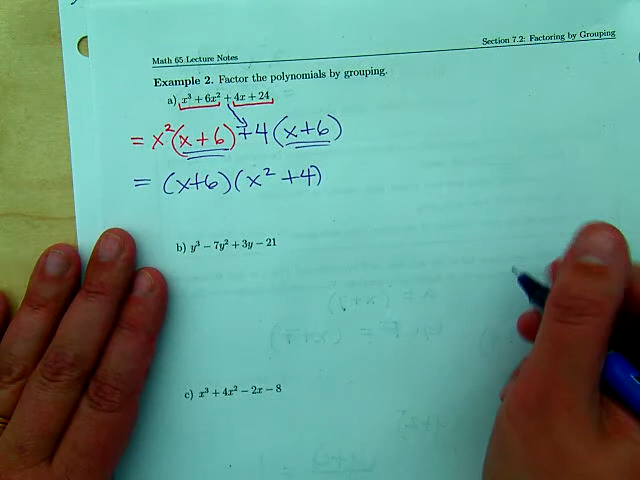 Math 65 Lecture Notes
Section 7.2: Factoring by Grouping
Example 2. Factor the polynomials by grouping.
a) x³ + 6x² + 4x + 24 =
= x²(x+6) + 4(x+6)
= (x+6)(x² + 4)
b) y³ − 7y² + 3y − 21
c) x³ + 4x² − 2x − 8